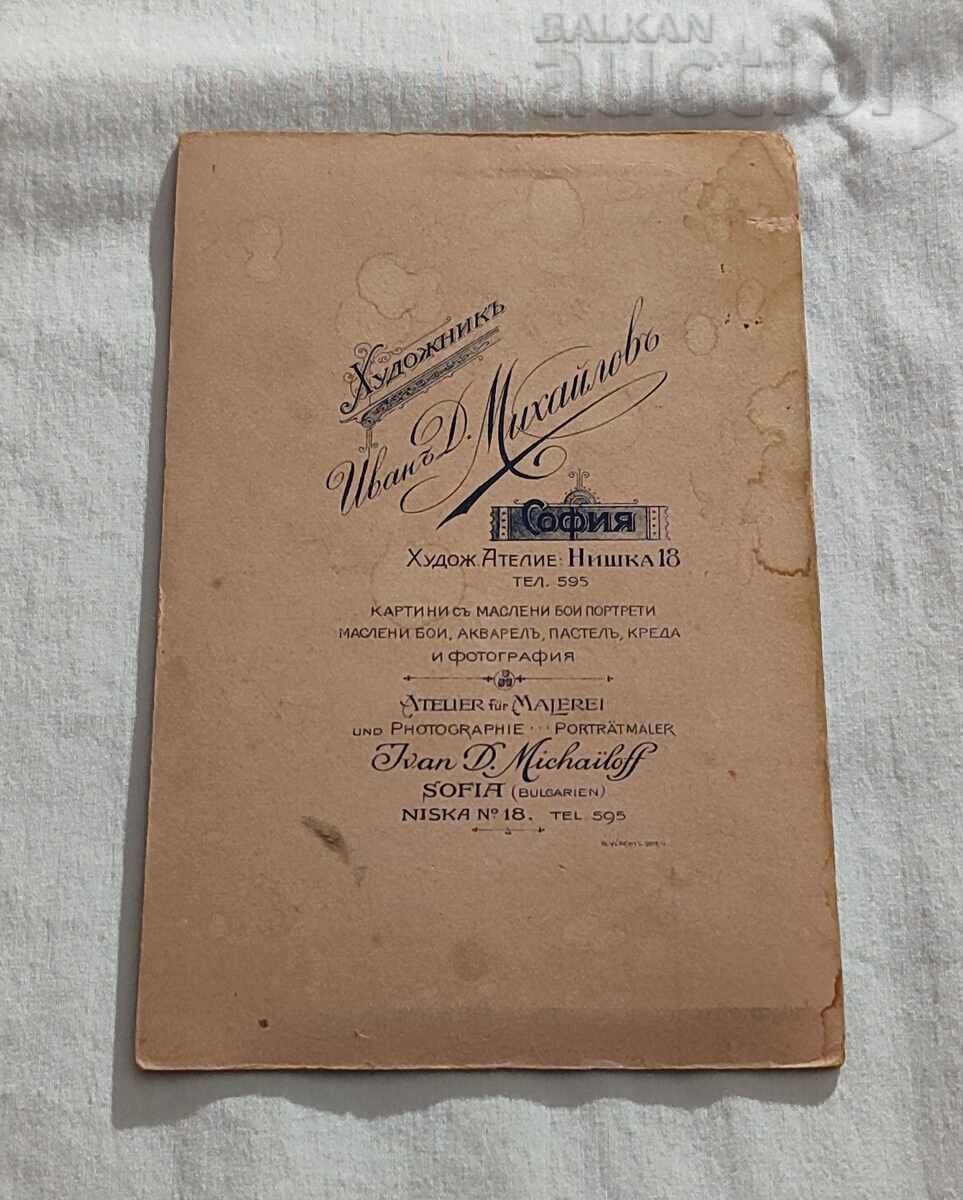 BALKAN
auction
Художникъ
Иванъ Д. Михайловъ
София
Худож. Ателие: Нишка 18
ТЕЛ. 595
КАРТИНИ СЪ МАСЛЕНИ БОИ ПОРТРЕТИ
МАСЛЕНИ БОИ, АКВАРЕЛЪ, ПАСТЕЛЪ, КРЕДА
И ФОТОГРАФИЯ
ATELIER für MALEREI
UND PHOTOGRAPHIE ··· PORTRÄTMALER
Ivan D. Michaïloff
SOFIA (BULGARIEN)
NISKA Nº 18. TEL 595